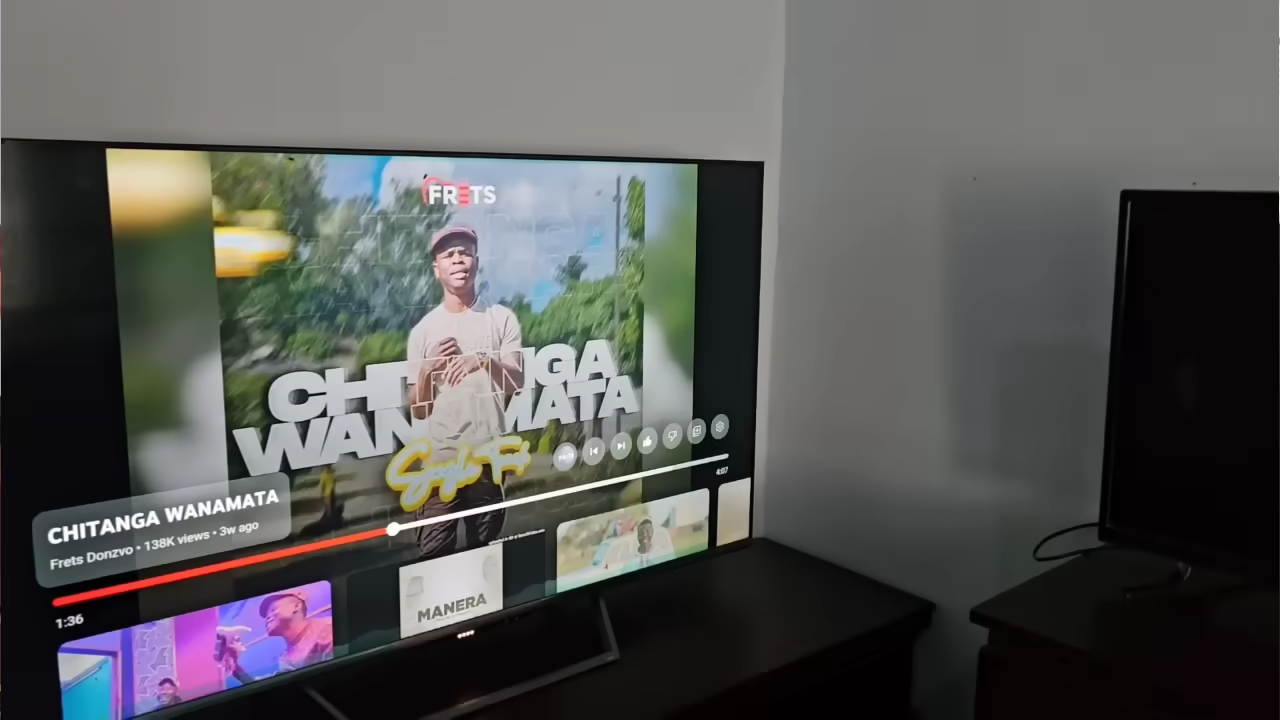 FRETS
CHITANGA
WANAMATA
CHITANGA WANAMATA
Frets Donzvo • 138K views • 3w ago
4:07
1:36
MANERA